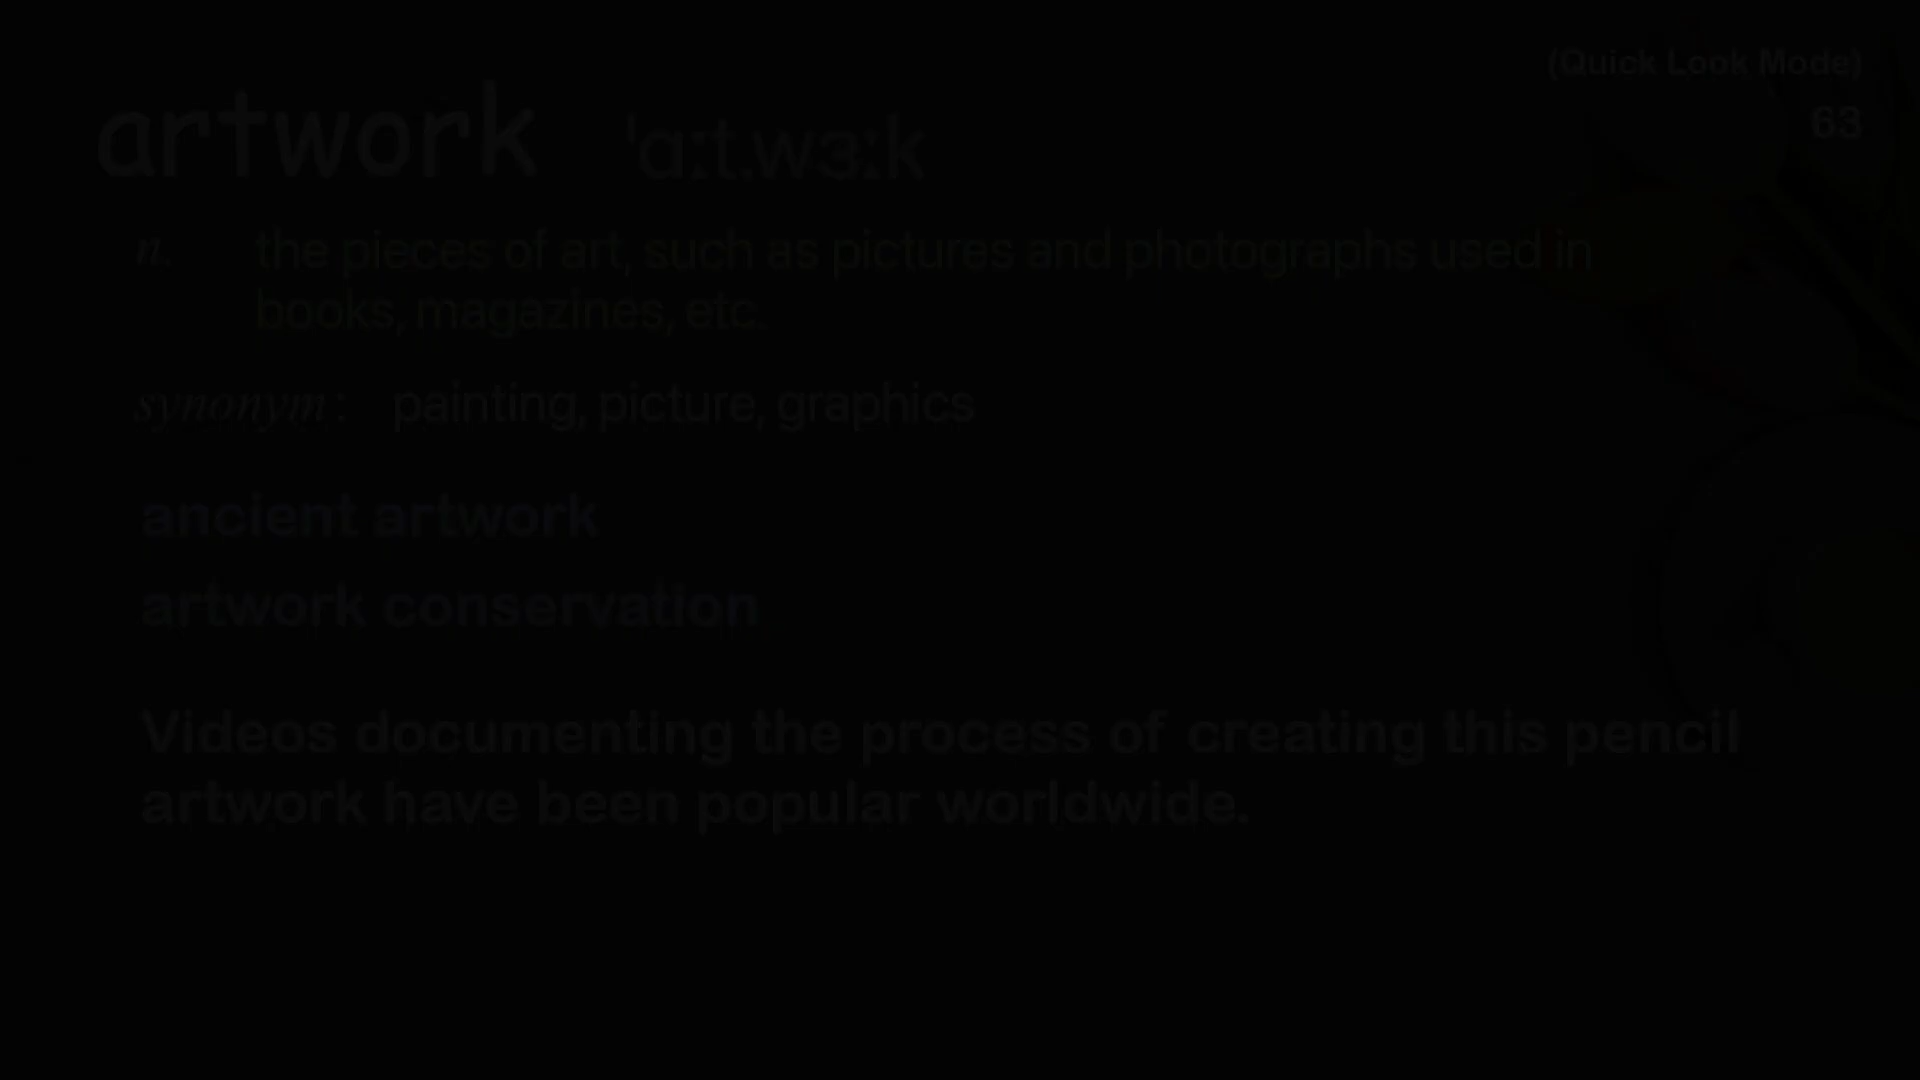 (Quick Look Mode)
artwork ˈɑːt.wɜːk
63
n. the pieces of art, such as pictures and photographs used in
books, magazines, etc.
synonym: painting, picture, graphics
ancient artwork
artwork conservation
Videos documenting the process of creating this pencil
artwork have been popular worldwide.